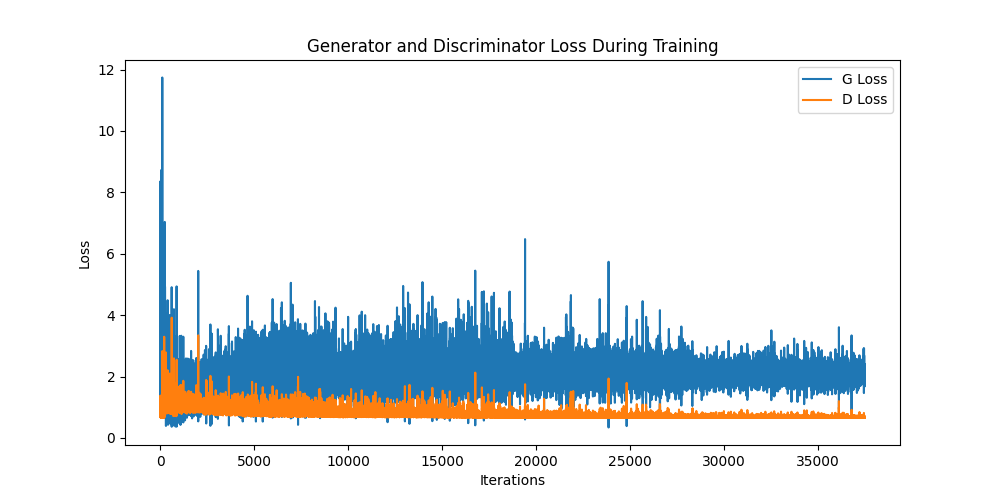 Generator and Discriminator Loss During Training
G Loss
D Loss
12
10
8
6
4
2
0
Loss
0 5000 10000 15000 20000 25000 30000 35000
Iterations